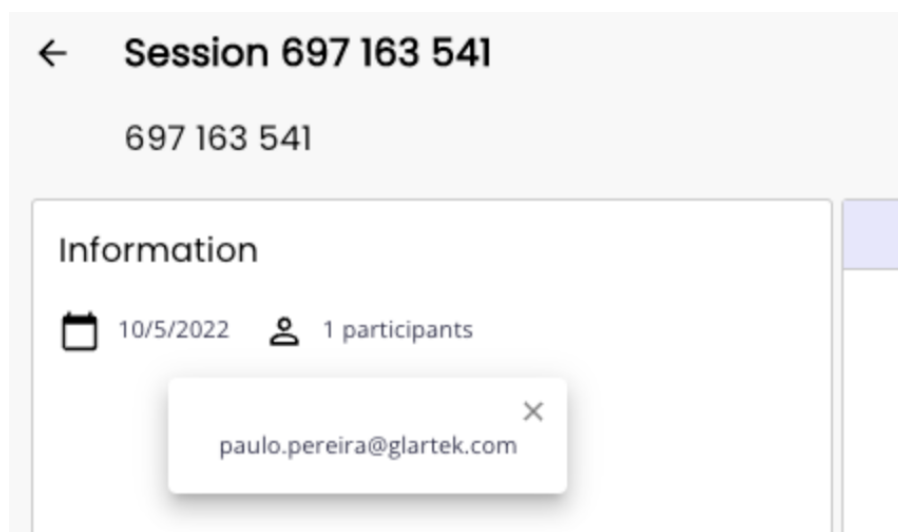 Session 697 163 541
697 163 541
Information
10/5/2022 1 participants
paulo.pereira@glartek.com